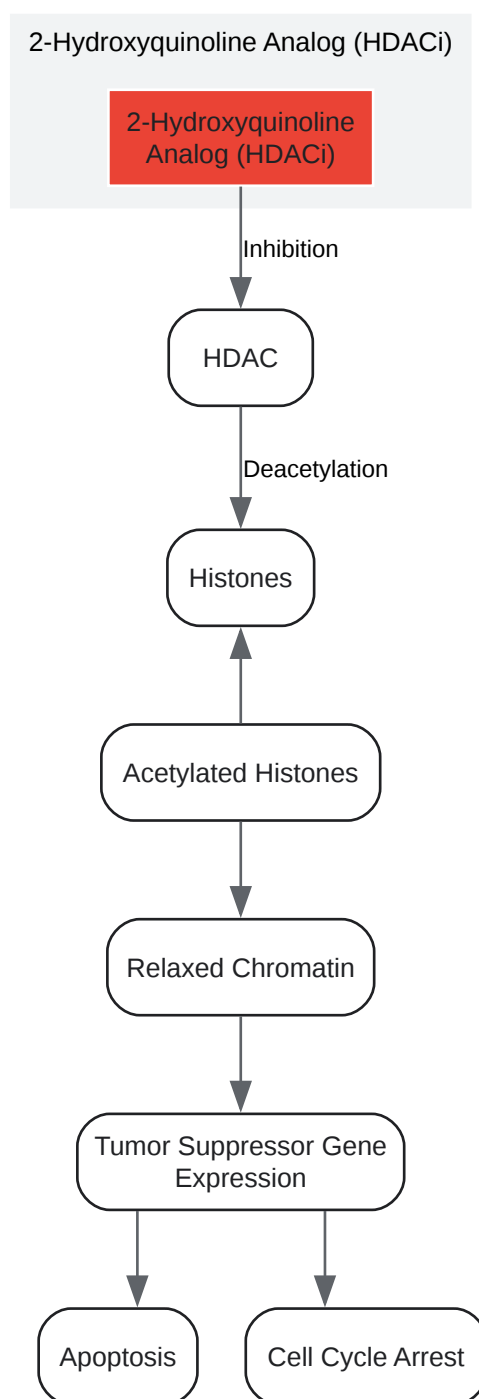 2-Hydroxyquinoline Analog (HDACi)
2-Hydroxyquinoline
Analog (HDACi)
Inhibition
HDAC
Deacetylation
Histones
Acetylated Histones
Relaxed Chromatin
Tumor Suppressor Gene
Expression
Apoptosis
Cell Cycle Arrest